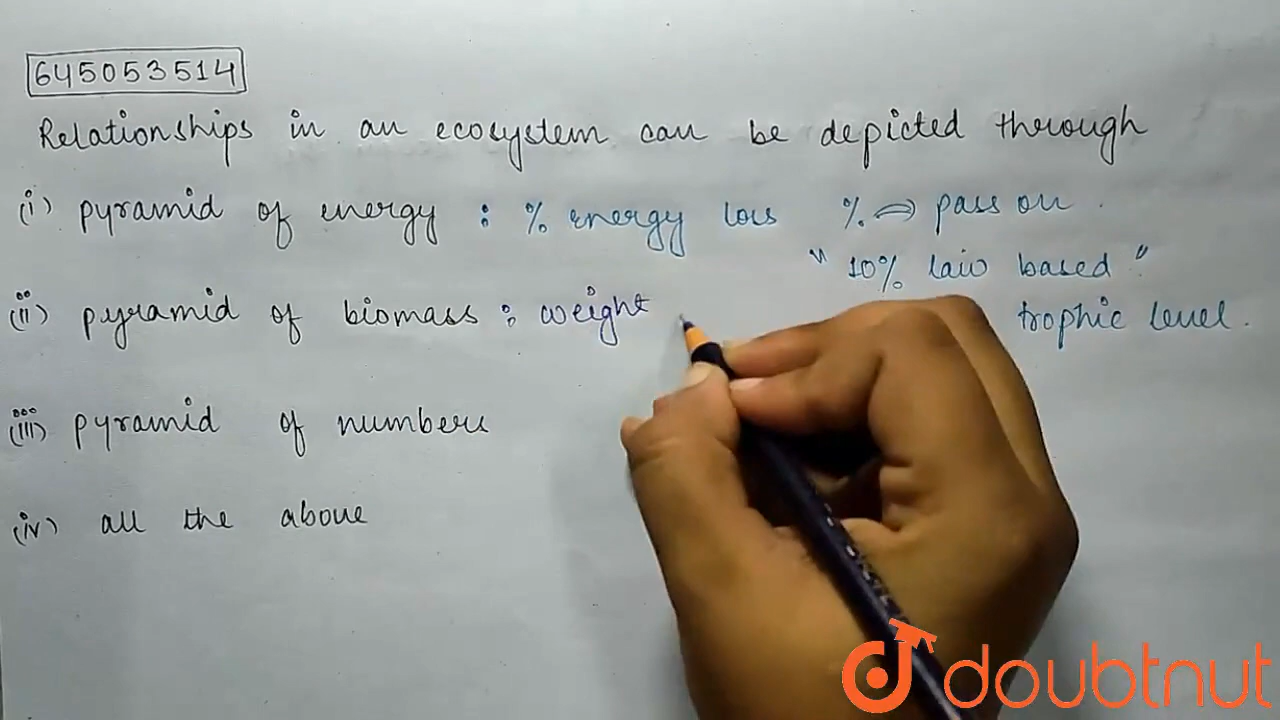 645053514
Relationships in an ecosystem can be depicted through
(i) pyramid of energy : % energy loss % ⇒ pass on.
" 10% law based "
trophic level.
(ii) pyramid of biomass : weight
(iii) pyramid of numbers
(iv) all the above
doubtnut